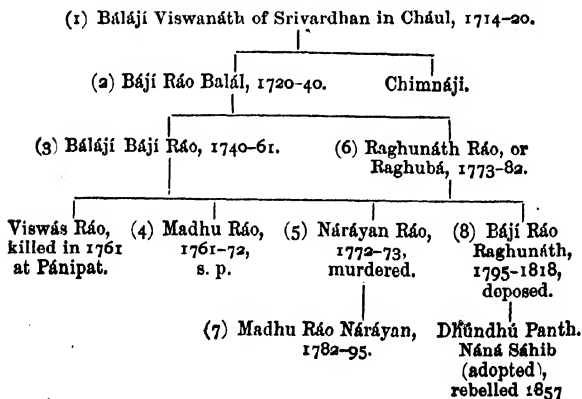 (1) Bálájí Viswanáth of Srivardhan in Chául, 1714-20.
(2) Bájí Ráo Balál, 1720-40. Chimnáji.
(3) Bálájí Bájí Ráo, 1740-61. (6) Raghunáth Ráo, or
Raghubá, 1773-82.
Viswás Ráo, (4) Madhu Ráo, (5) Náráyan Ráo, (8) Bájí Ráo
killed in 1761 1761-72, 1772-73, Raghunáth,
at Pánipat. s. p. murdered. 1795-1818,
doposed.
(7) Madhu Ráo Náráyan, Dhúndhú Panth.
1782-95. Náná Sáhib
(adopted),
rebelled 1857